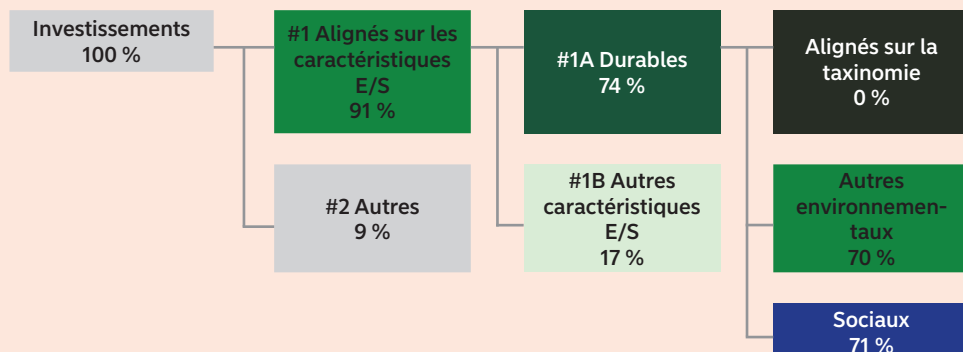 Investissements
100 %
#1 Alignés sur les
caractéristiques
E/S
91 %
#2 Autres
9 %
#1A Durables
74 %
#1B Autres
caractéristiques
E/S
17 %
Alignés sur la
taxinomie
0 %
Autres
environnemen-
taux
70 %
Sociaux
71 %